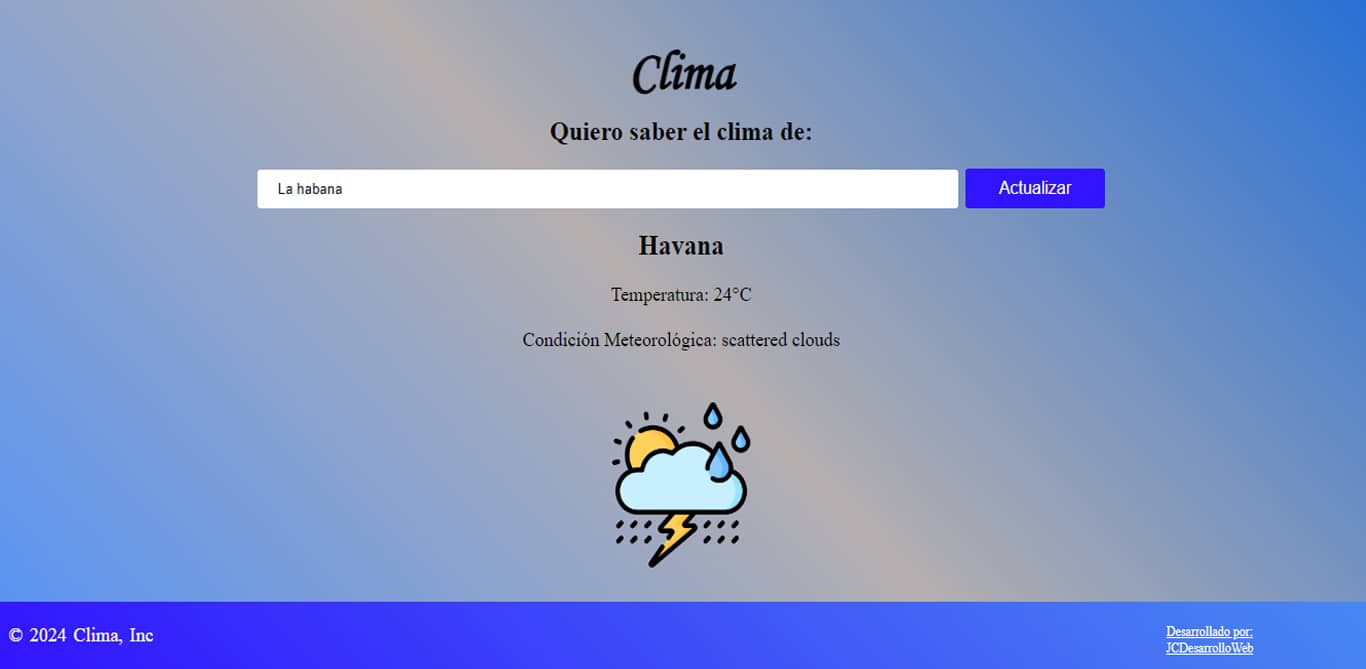 Clima
Quiero saber el clima de:
La habana
Actualizar
Havana
Temperatura: 24°C
Condición Meteorológica: scattered clouds
© 2024 Clima, Inc
Desarrollado por:
JCDesarrolloWeb